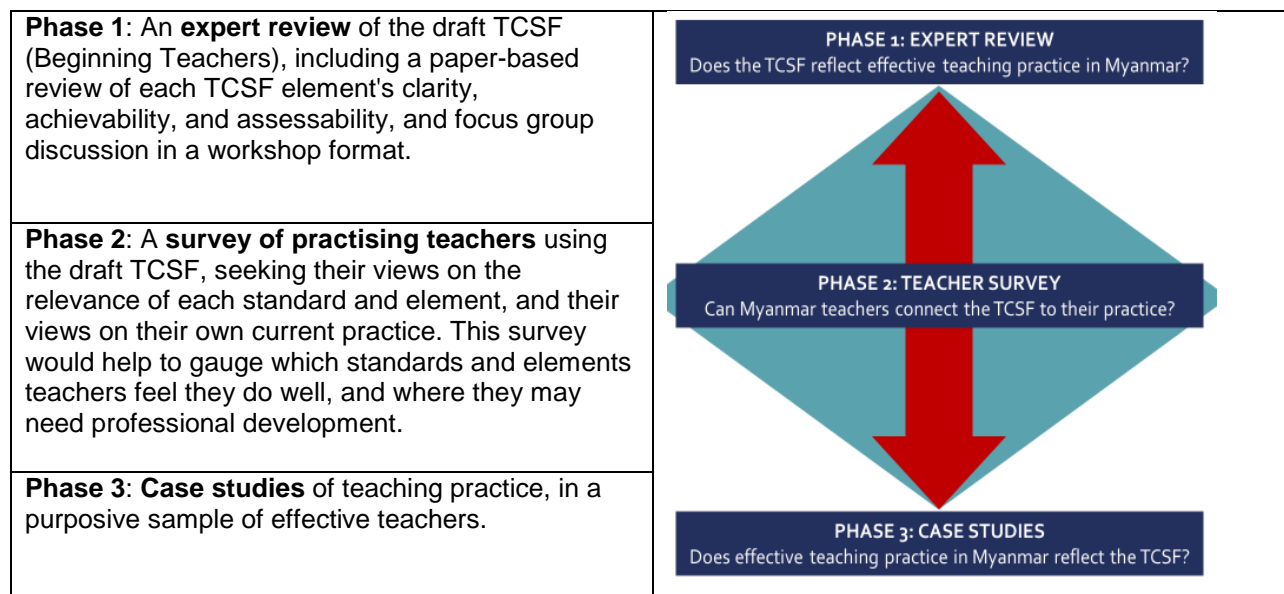 Phase 1: An expert review of the draft TCSF
(Beginning Teachers), including a paper-based
review of each TCSF element's clarity,
achievability, and assessability, and focus group
discussion in a workshop format.
Phase 2: A survey of practising teachers using
the draft TCSF, seeking their views on the
relevance of each standard and element, and their
views on their own current practice. This survey
would help to gauge which standards and elements
teachers feel they do well, and where they may
need professional development.
Phase 3: Case studies of teaching practice, in a
purposive sample of effective teachers.
PHASE 1: EXPERT REVIEW
Does the TCSF reflect effective teaching practice in Myanmar?
PHASE 2: TEACHER SURVEY
Can Myanmar teachers connect the TCSF to their practice?
PHASE 3: CASE STUDIES
Does effective teaching practice in Myanmar reflect the TCSF?